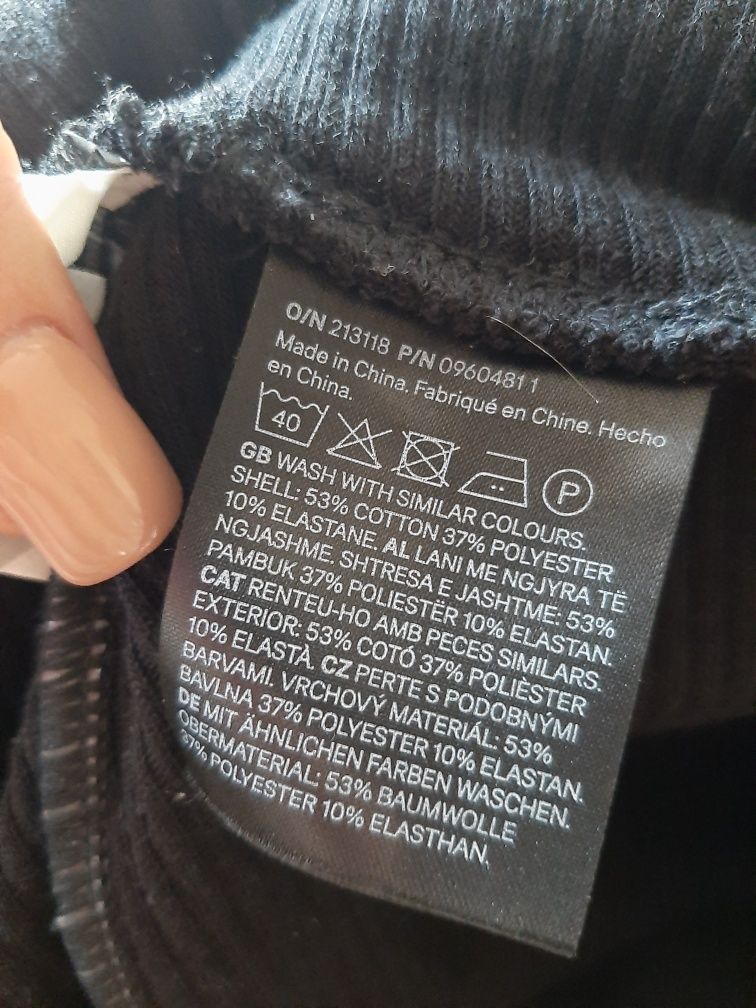 O/N 213118 P/N 09604811
Made in China. Fabriqué en Chine. Hecho
en China.
40
P
GB WASH WITH SIMILAR COLOURS.
SHELL: 53% COTTON 37% POLYESTER
10% ELASTANE. AL LANI ME NGJYRA TË
NGJASHME. SHTRESA E JASHTME: 53%
PAMBUK 37% POLIESTËR 10% ELASTAN.
CAT RENTEU-HO AMB PECES SIMILARS.
EXTERIOR: 53% COTÓ 37% POLIÈSTER
10% ELASTÀ. CZ PERTE S PODOBNÝMI
BARVAMI. VRCHOVÝ MATERIÁL: 53%
BAVLNA 37% POLYESTER 10% ELASTAN.
DE MIT ÄHNLICHEN FARBEN WASCHEN.
OBERMATERIAL: 53% BAUMWOLLE
37% POLYESTER 10% ELASTHAN,